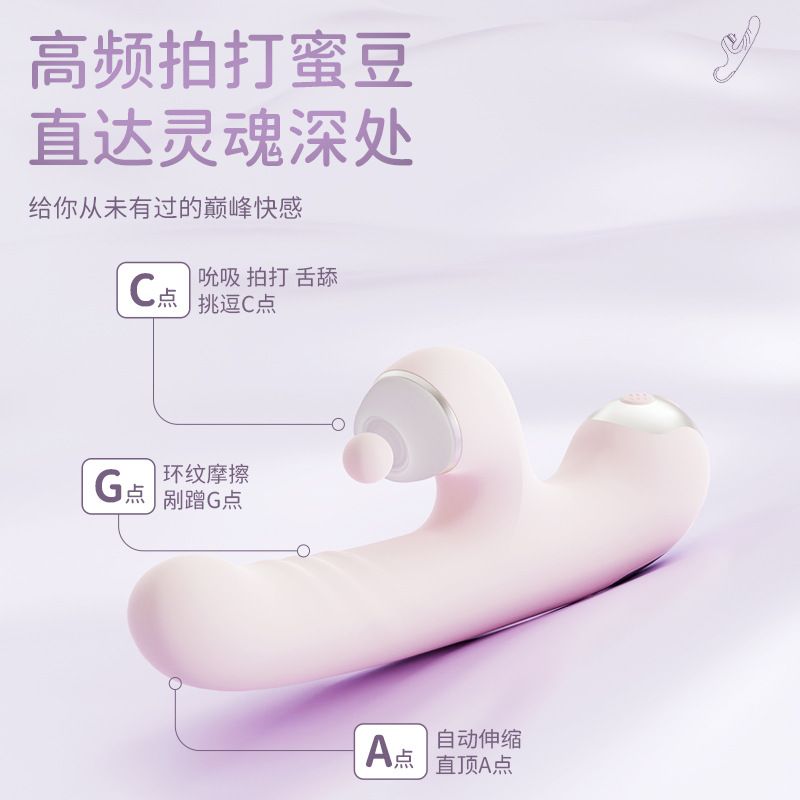 高频拍打蜜豆
直达灵魂深处
给你从未有过的巅峰快感
C点
吮吸 拍打 舌舔
挑逗C点
G点
环纹摩擦
剐蹭G点
A点
自动伸缩
直顶A点